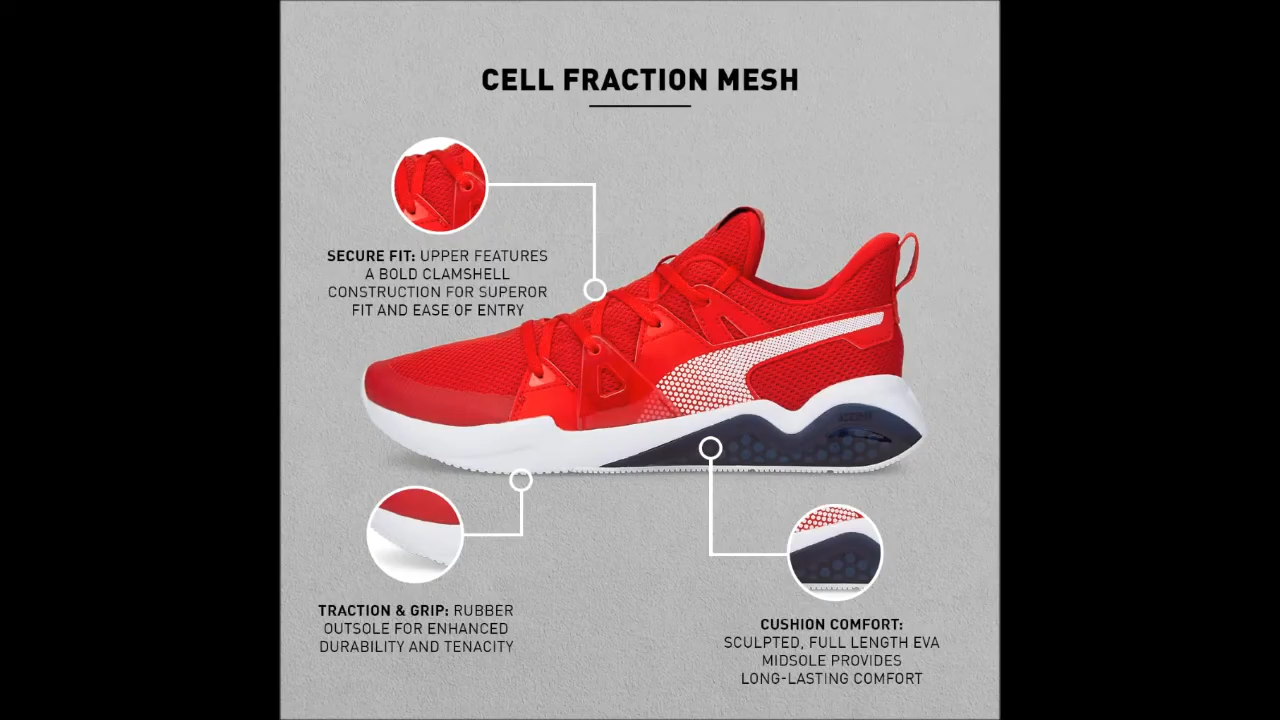 CELL FRACTION MESH
SECURE FIT: UPPER FEATURES
A BOLD CLAMSHELL
CONSTRUCTION FOR SUPEROR
FIT AND EASE OF ENTRY
TRACTION & GRIP: RUBBER
OUTSOLE FOR ENHANCED
DURABILITY AND TENACITY
CUSHION COMFORT:
SCULPTED, FULL LENGTH EVA
MIDSOLE PROVIDES
LONG-LASTING COMFORT